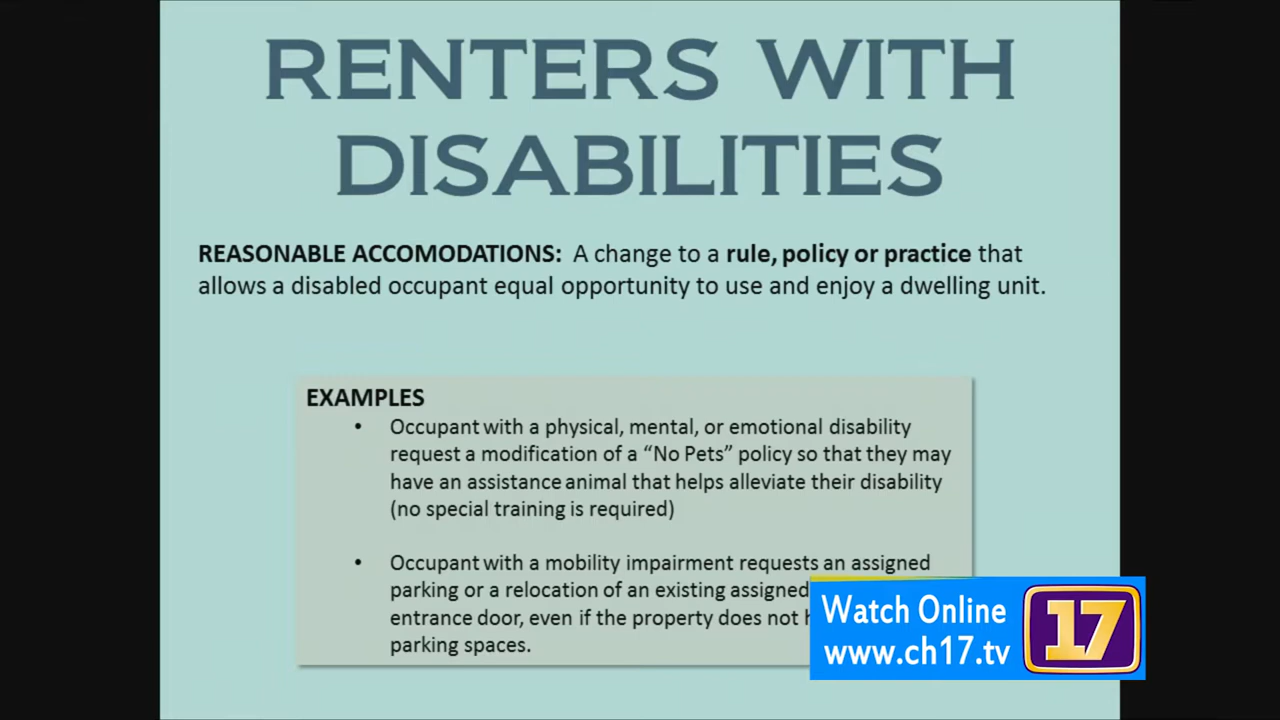 RENTERS WITH
DISABILITIES
REASONABLE ACCOMODATIONS: A change to a rule, policy or practice that
allows a disabled occupant equal opportunity to use and enjoy a dwelling unit.
EXAMPLES
• Occupant with a physical, mental, or emotional disability
request a modification of a “No Pets” policy so that they may
have an assistance animal that helps alleviate their disability
(no special training is required)
• Occupant with a mobility impairment requests an assigned
parking or a relocation of an existing assigned
entrance door, even if the property does not
parking spaces.
Watch Online
www.ch17.tv
17